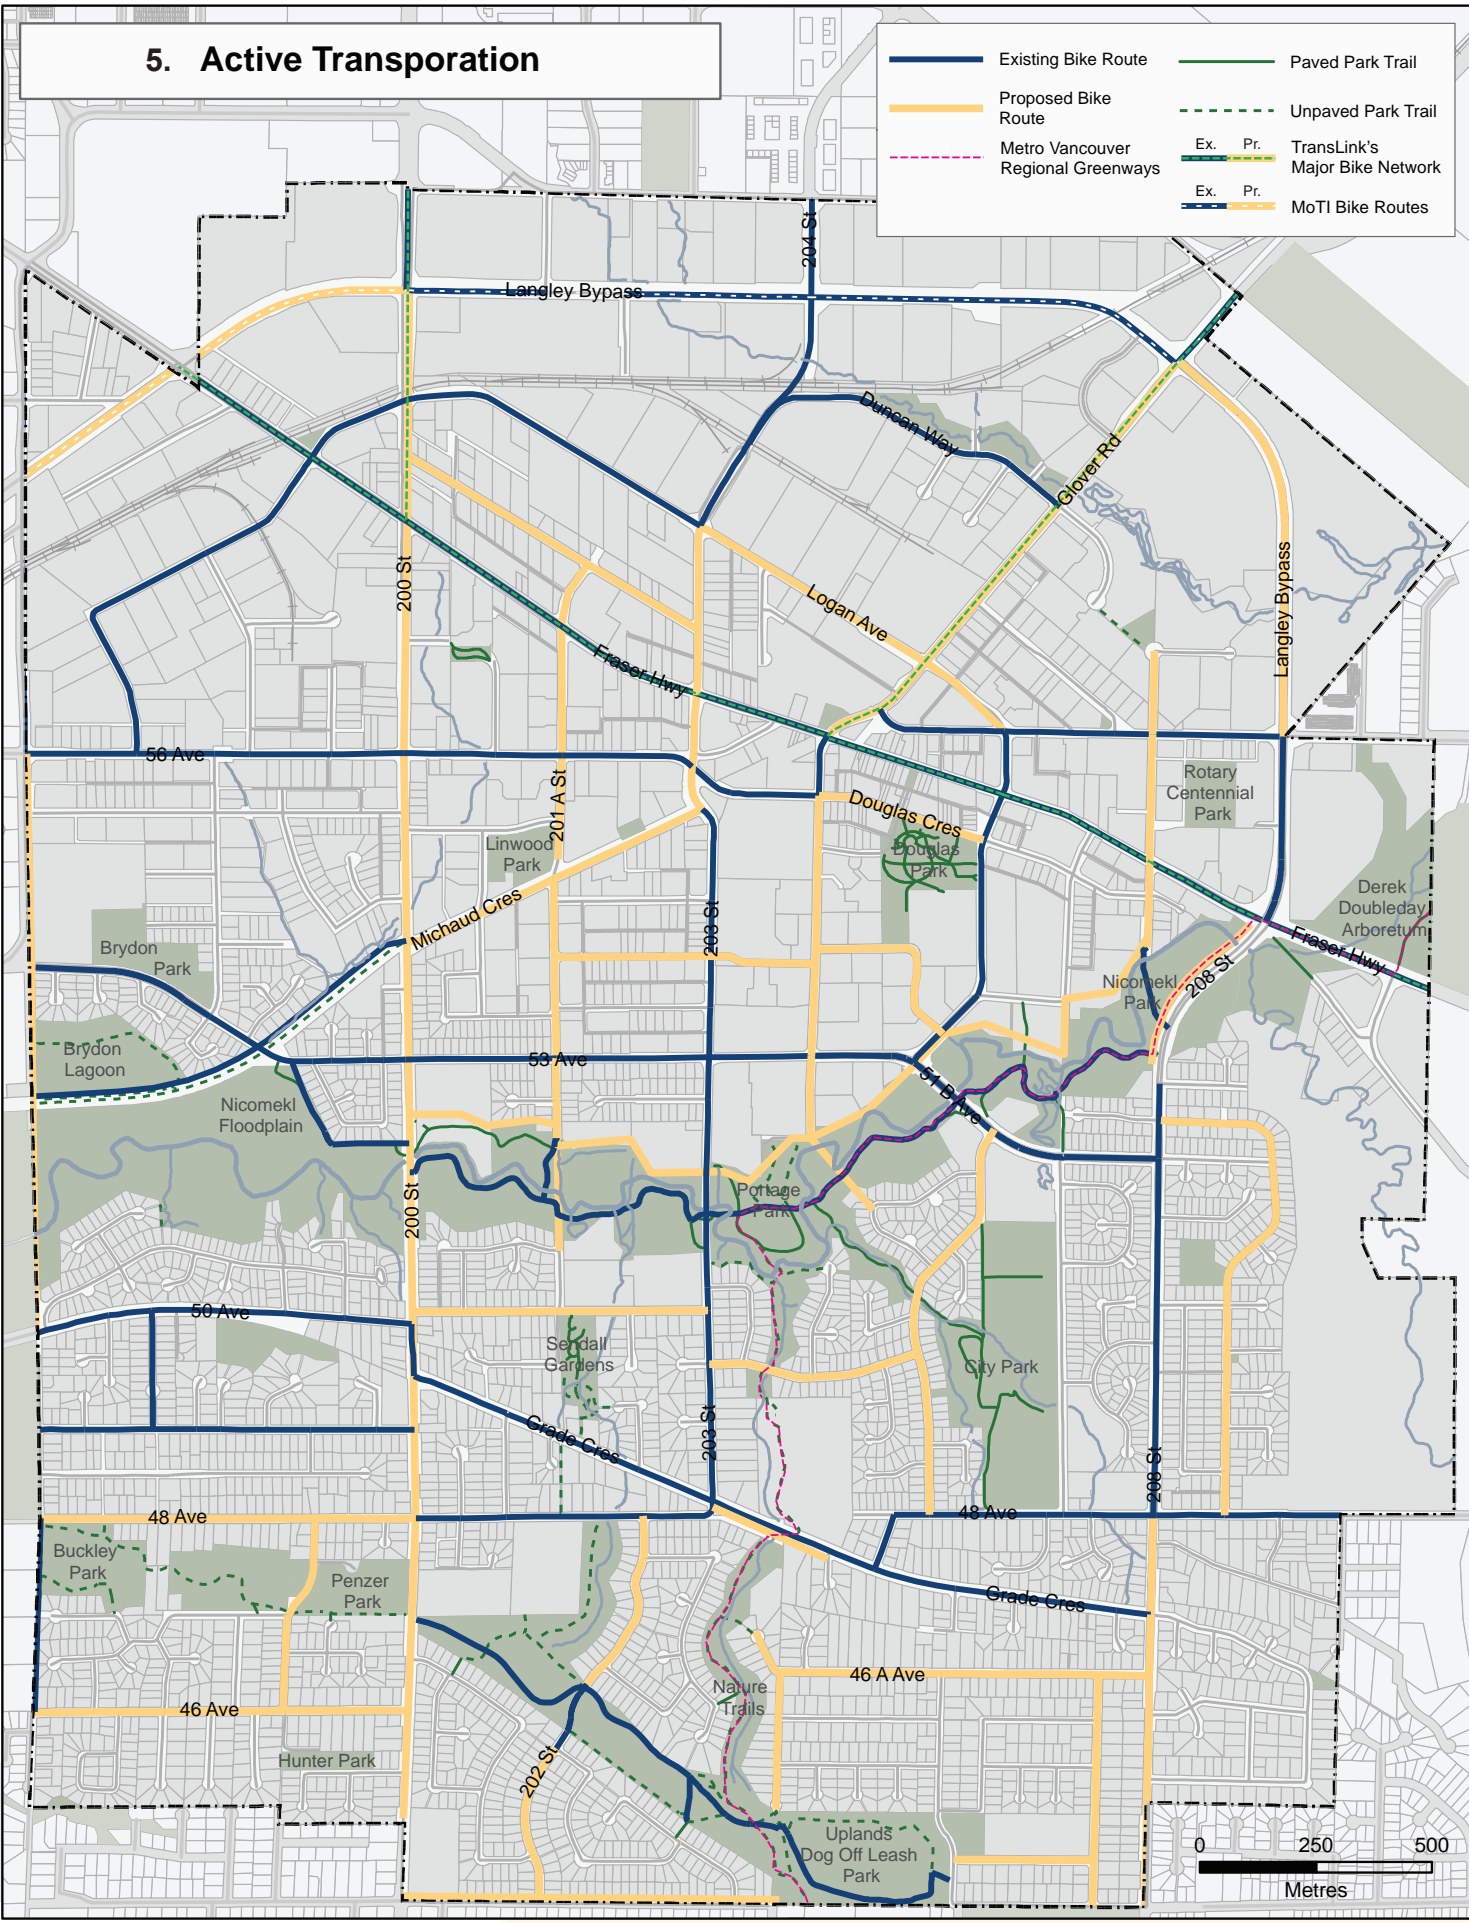 5. Active Transporation
Existing Bike Route
Proposed Bike
Route
Metro Vancouver
Regional Greenways
Paved Park Trail
Unpaved Park Trail
Ex. Pr.
TransLink's
Major Bike Network
Ex. Pr.
MoTI Bike Routes
204 St
Langley Bypass
Duncan Way
Glover Rd
200 St
Logan Ave
Langley Bypass
Fraser Hwy
56 Ave
201 A St
Rotary
Centennial
Park
Douglas Cres
Linwood
Park
Douglas
Park
Derek
Doubleday
Arboretum
Michaud Cres
203 St
Brydon
Park
Fraser Hwy
208 St
Nicomekl
Park
Brydon
Lagoon
53 Ave
51 B Ave
Nicomekl
Floodplain
200 St
Portage
Park
50 Ave
Sendall
Gardens
City Park
Grade Cres
203 St
208 St
48 Ave
48 Ave
Buckley
Park
Penzer
Park
Grade Cres
46 A Ave
Nature
Trails
46 Ave
Hunter Park
202 St
Uplands
Dog Off Leash
Park
0 250 500
Metres